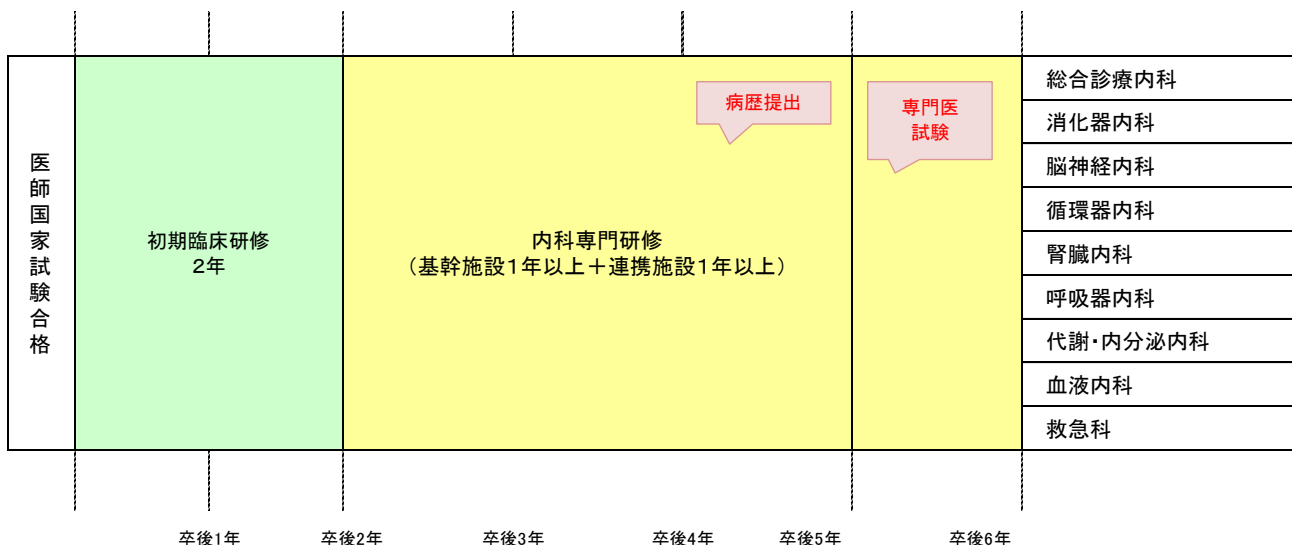 医師国家試験合格
初期臨床研修
2年
内科専門研修
（基幹施設1年以上＋連携施設1年以上）
病歴提出
専門医
試験
総合診療内科
消化器内科
脳神経内科
循環器内科
腎臓内科
呼吸器内科
代謝・内分泌内科
血液内科
救急科
卒後1年
卒後2年
卒後3年
卒後4年
卒後5年
卒後6年